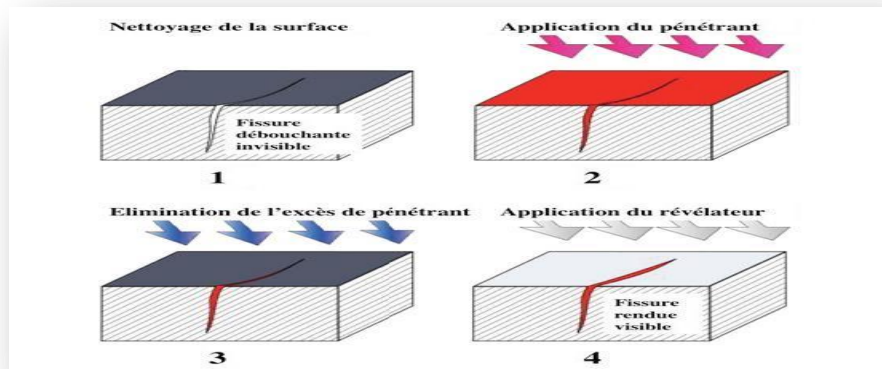 Nettoyage de la surface
Application du pénétrant
Fissure
débouchante
invisible
1
2
Elimination de l'excès de pénétrant
Application du révélateur
Fissure
rendue
visible
3
4